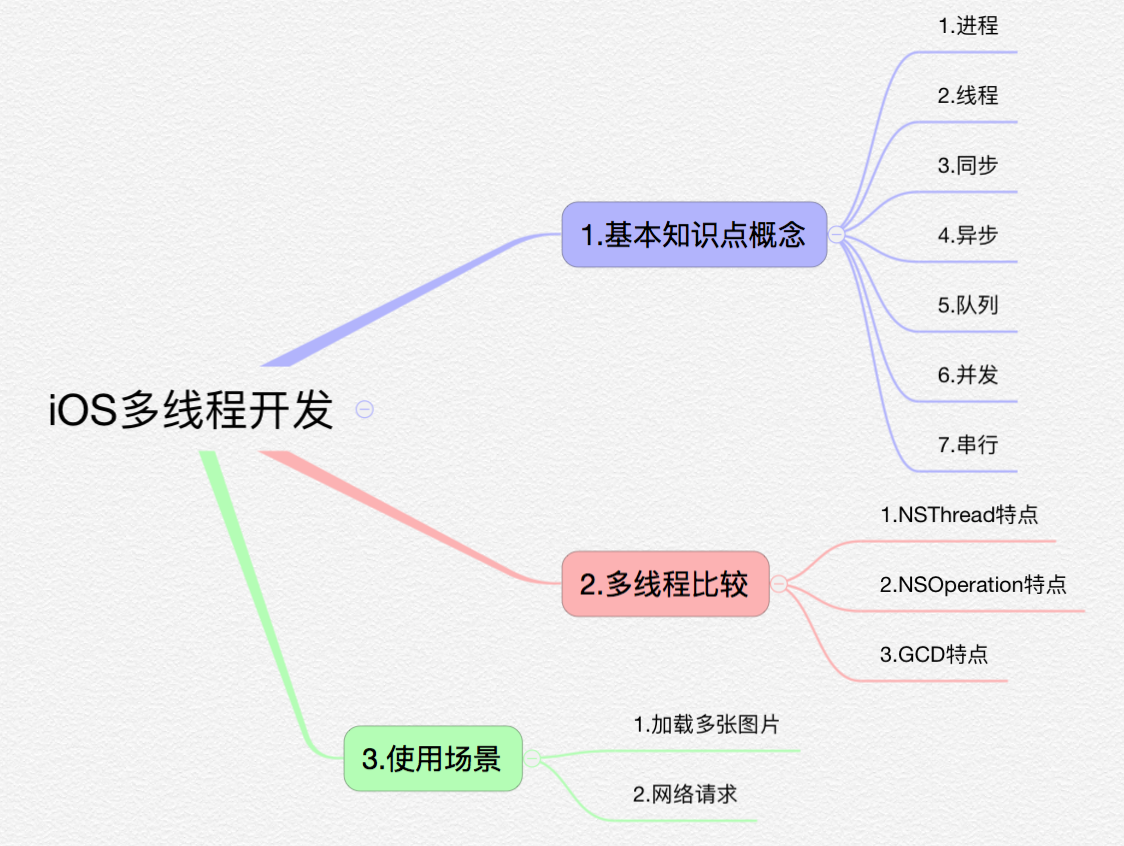 iOS多线程开发
1.基本知识点概念
1.进程
2.线程
3.同步
4.异步
5.队列
6.并发
7.串行
2.多线程比较
1.NSThread特点
2.NSOperation特点
3.GCD特点
3.使用场景
1.加载多张图片
2.网络请求